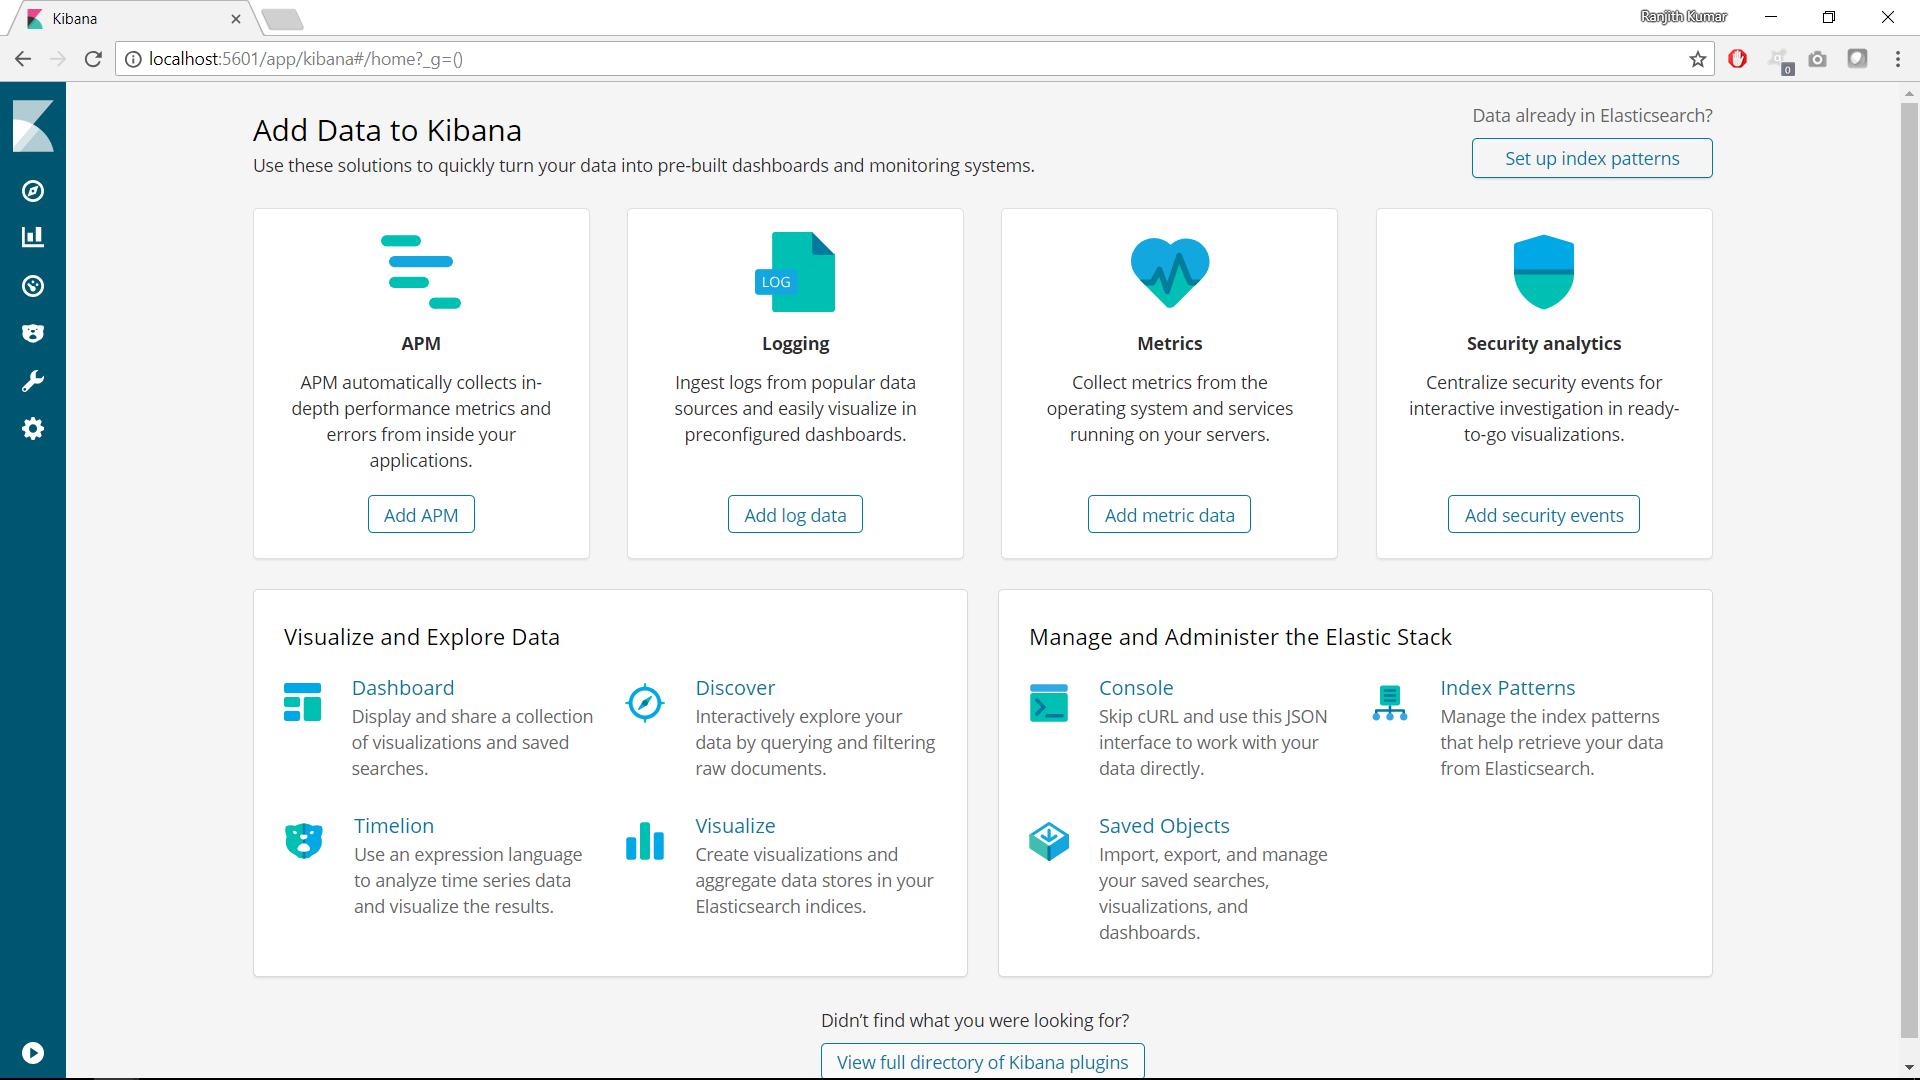 Kibana
Ranjith Kumar
localhost:5601/app/kibana#/home?_g=()
0
Add Data to Kibana
Use these solutions to quickly turn your data into pre-built dashboards and monitoring systems.
Data already in Elasticsearch?
Set up index patterns
APM
APM automatically collects in-
depth performance metrics and
errors from inside your
applications.
Add APM
LOG
Logging
Ingest logs from popular data
sources and easily visualize in
preconfigured dashboards.
Add log data
Metrics
Collect metrics from the
operating system and services
running on your servers.
Add metric data
Security analytics
Centralize security events for
interactive investigation in ready-
to-go visualizations.
Add security events
Visualize and Explore Data
Dashboard
Display and share a collection
of visualizations and saved
searches.
Discover
Interactively explore your
data by querying and filtering
raw documents.
Timelion
Use an expression language
to analyze time series data
and visualize the results.
Visualize
Create visualizations and
aggregate data stores in your
Elasticsearch indices.
Manage and Administer the Elastic Stack
Console
Skip cURL and use this JSON
interface to work with your
data directly.
Index Patterns
Manage the index patterns
that help retrieve your data
from Elasticsearch.
Saved Objects
Import, export, and manage
your saved searches,
visualizations, and
dashboards.
Didn’t find what you were looking for?
View full directory of Kibana plugins